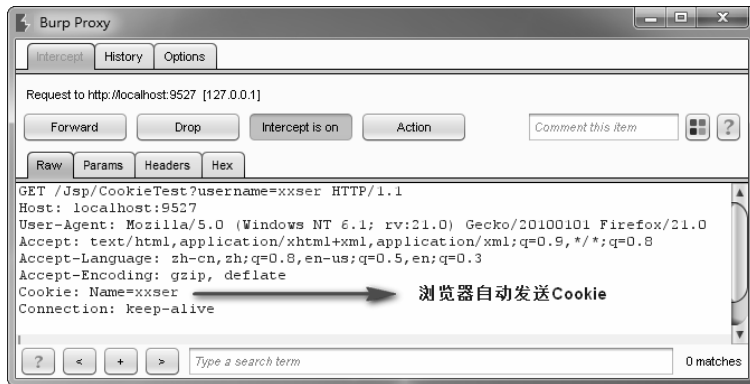 Burp Proxy
Intercept History Options
Request to http://localhost:9527 [127.0.0.1]
Forward Drop Intercept is on Action Comment this item ?
Raw Params Headers Hex
GET /Jsp/CookieTest?username=xxser HTTP/1.1
Host: localhost:9527
User-Agent: Mozilla/5.0 (Windows NT 6.1; rv:21.0) Gecko/20100101 Firefox/21.0
Accept: text/html,application/xhtml+xml,application/xml;q=0.9,*/*;q=0.8
Accept-Language: zh-cn,zh;q=0.8,en-us;q=0.5,en;q=0.3
Accept-Encoding: gzip, deflate
Cookie: Name=xxser 浏览器自动发送Cookie
Connection: keep-alive
? < + > Type a search term 0 matches